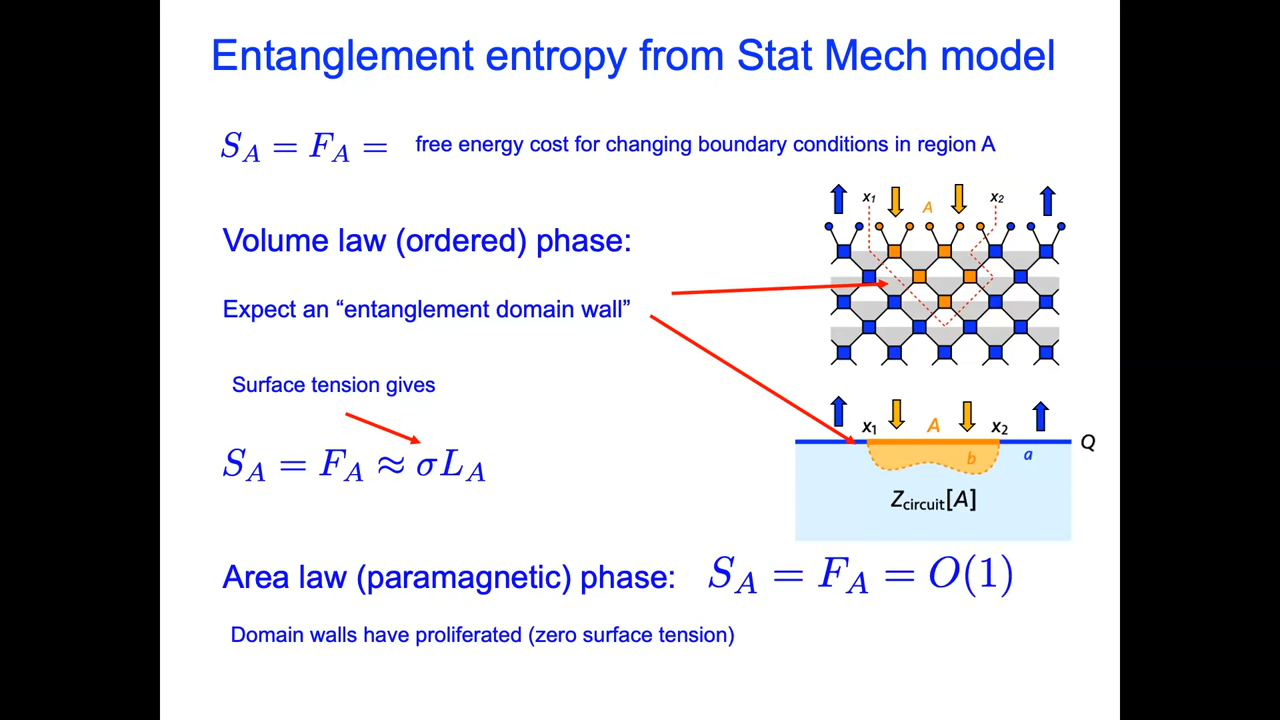 Entanglement entropy from Stat Mech model
S_A = F_A = free energy cost for changing boundary conditions in region A
x₁ A x₂
Volume law (ordered) phase:
Expect an “entanglement domain wall”
Surface tension gives
x₁ A x₂
Q
b a
S_A = F_A ≈ σL_A
Z_circuit[A]
Area law (paramagnetic) phase: S_A = F_A = O(1)
Domain walls have proliferated (zero surface tension)